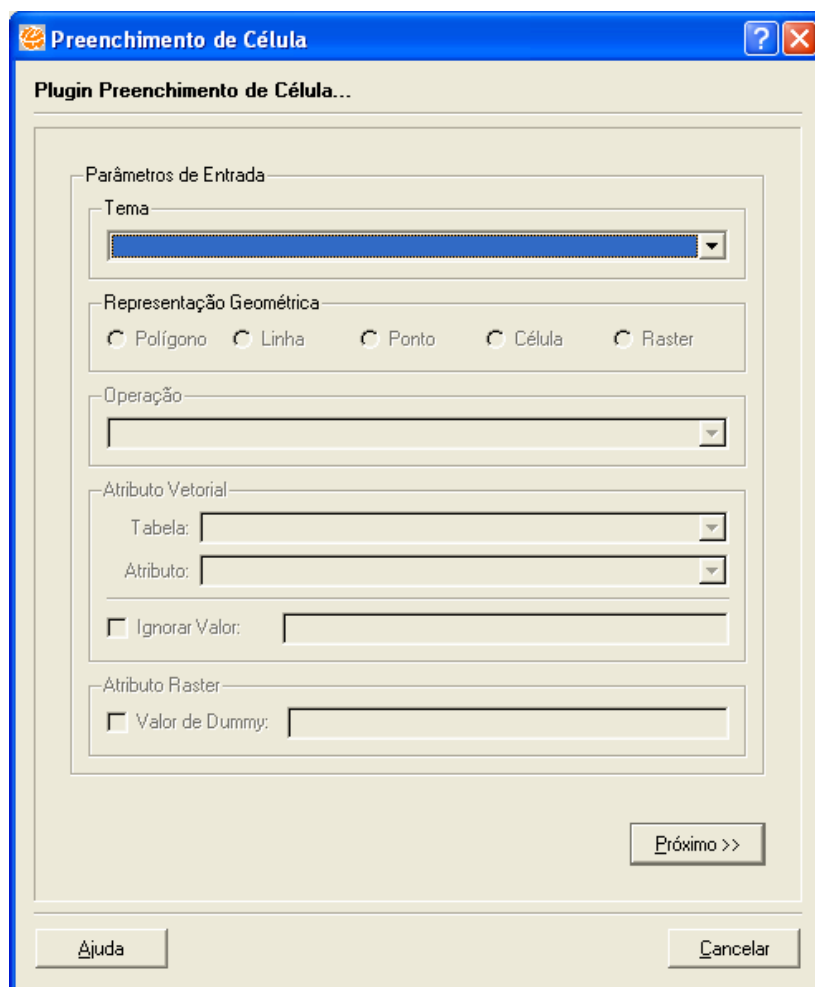 Preenchimento de Célula
Plugin Preenchimento de Célula...
Parâmetros de Entrada
Tema
Representação Geométrica
Polígono Linha Ponto Célula Raster
Operação
Atributo Vetorial
Tabela:
Atributo:
Ignorar Valor:
Atributo Raster
Valor de Dummy:
Próximo >>
Ajuda Cancelar